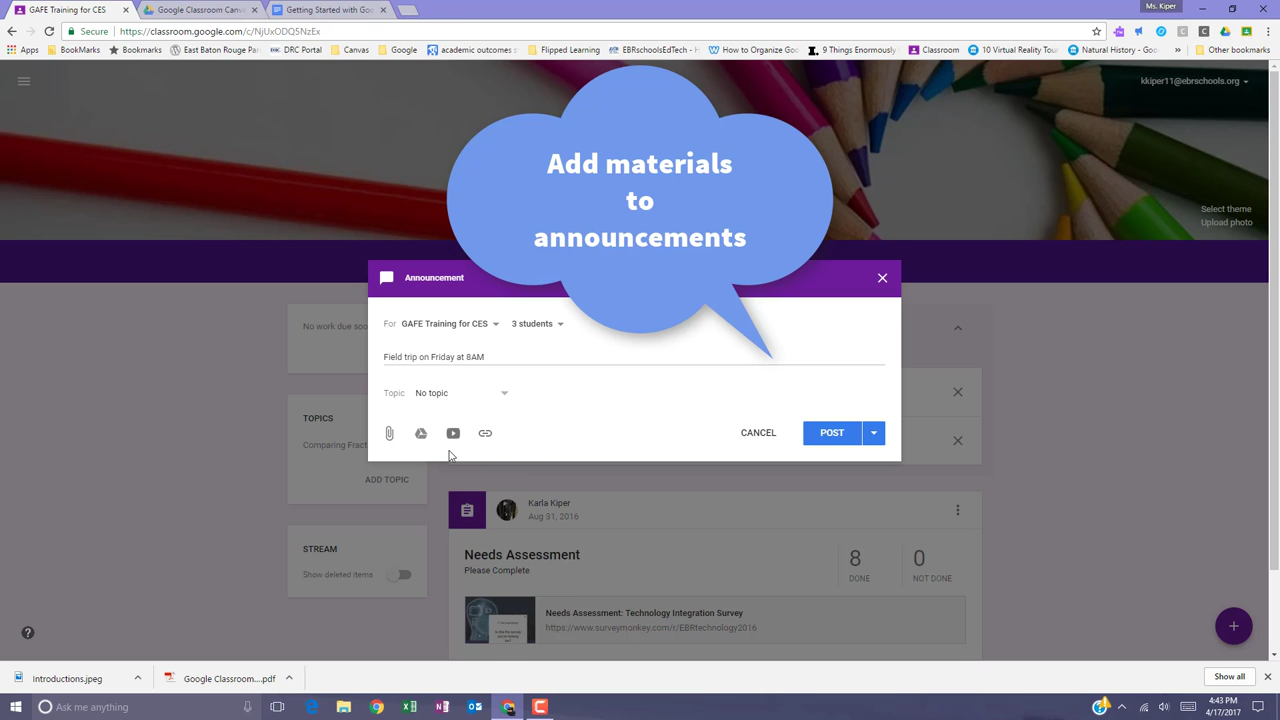 GAFE Training for CES
Google Classroom Canv
Getting Started with Goo
Ms. Kiper
Secure
https://classroom.google.com/c/NjUxODQ5NzEx
Apps
BookMarks
Bookmarks
East Baton Rouge Par
DRC Portal
Canvas
Google
academic outcomes s
Flipped Learning
EBRschoolsEdTech - H
How to Organize Goo
9 Things Enormously
Classroom
10 Virtual Reality Tour
Natural History - Goo
»
Other bookmarks
kkiper11@ebrschools.org
Add materials
to
announcements
Select theme
Upload photo
Announcement
For GAFE Training for CES 3 students
No work due soo
Field trip on Friday at 8AM
Topic No topic
TOPICS
Comparing Fract
CANCEL
POST
ADD TOPIC
Karla Kiper
Aug 31, 2016
STREAM
Show deleted items
Needs Assessment
Please Complete
8
DONE
0
NOT DONE
Needs Assessment: Technology Integration Survey
https://www.surveymonkey.com/r/EBRtechnology2016
Introductions.jpeg
Google Classroom....pdf
Show all
Ask me anything
4:43 PM
4/17/2017